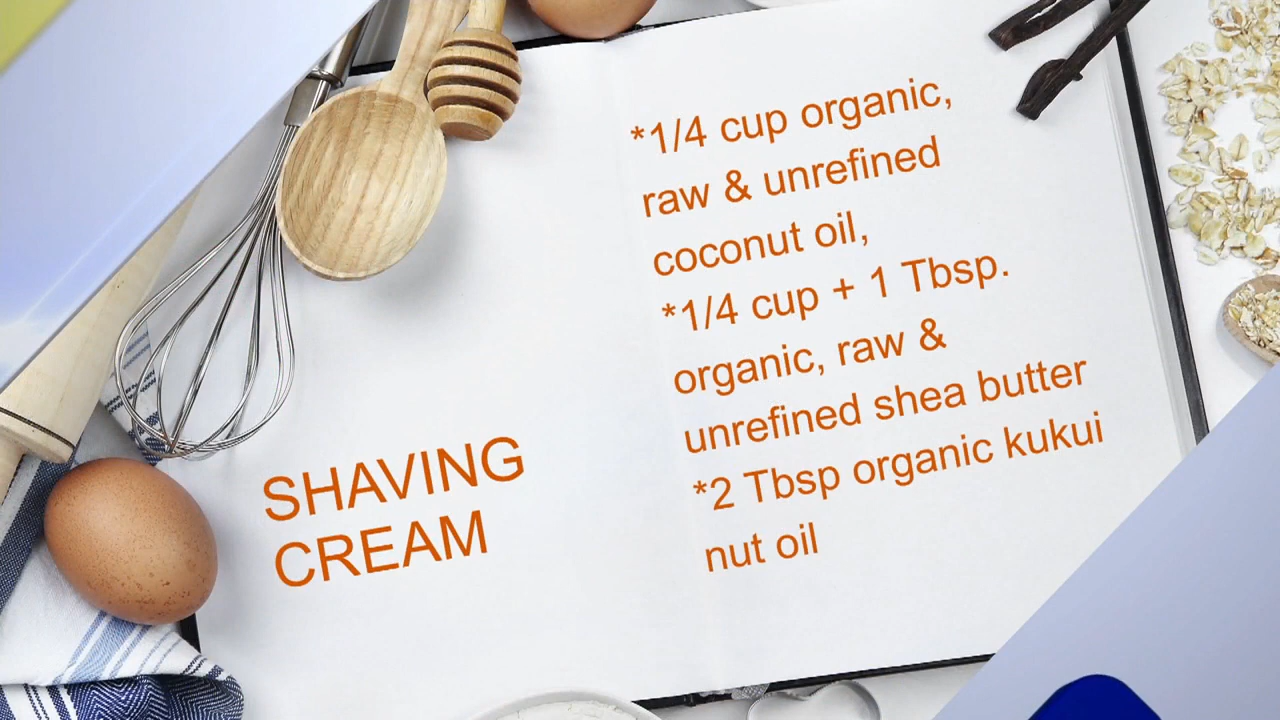 SHAVING
CREAM
*1/4 cup organic,
raw & unrefined
coconut oil,
*1/4 cup + 1 Tbsp.
organic, raw &
unrefined shea butter
*2 Tbsp organic kukui
nut oil